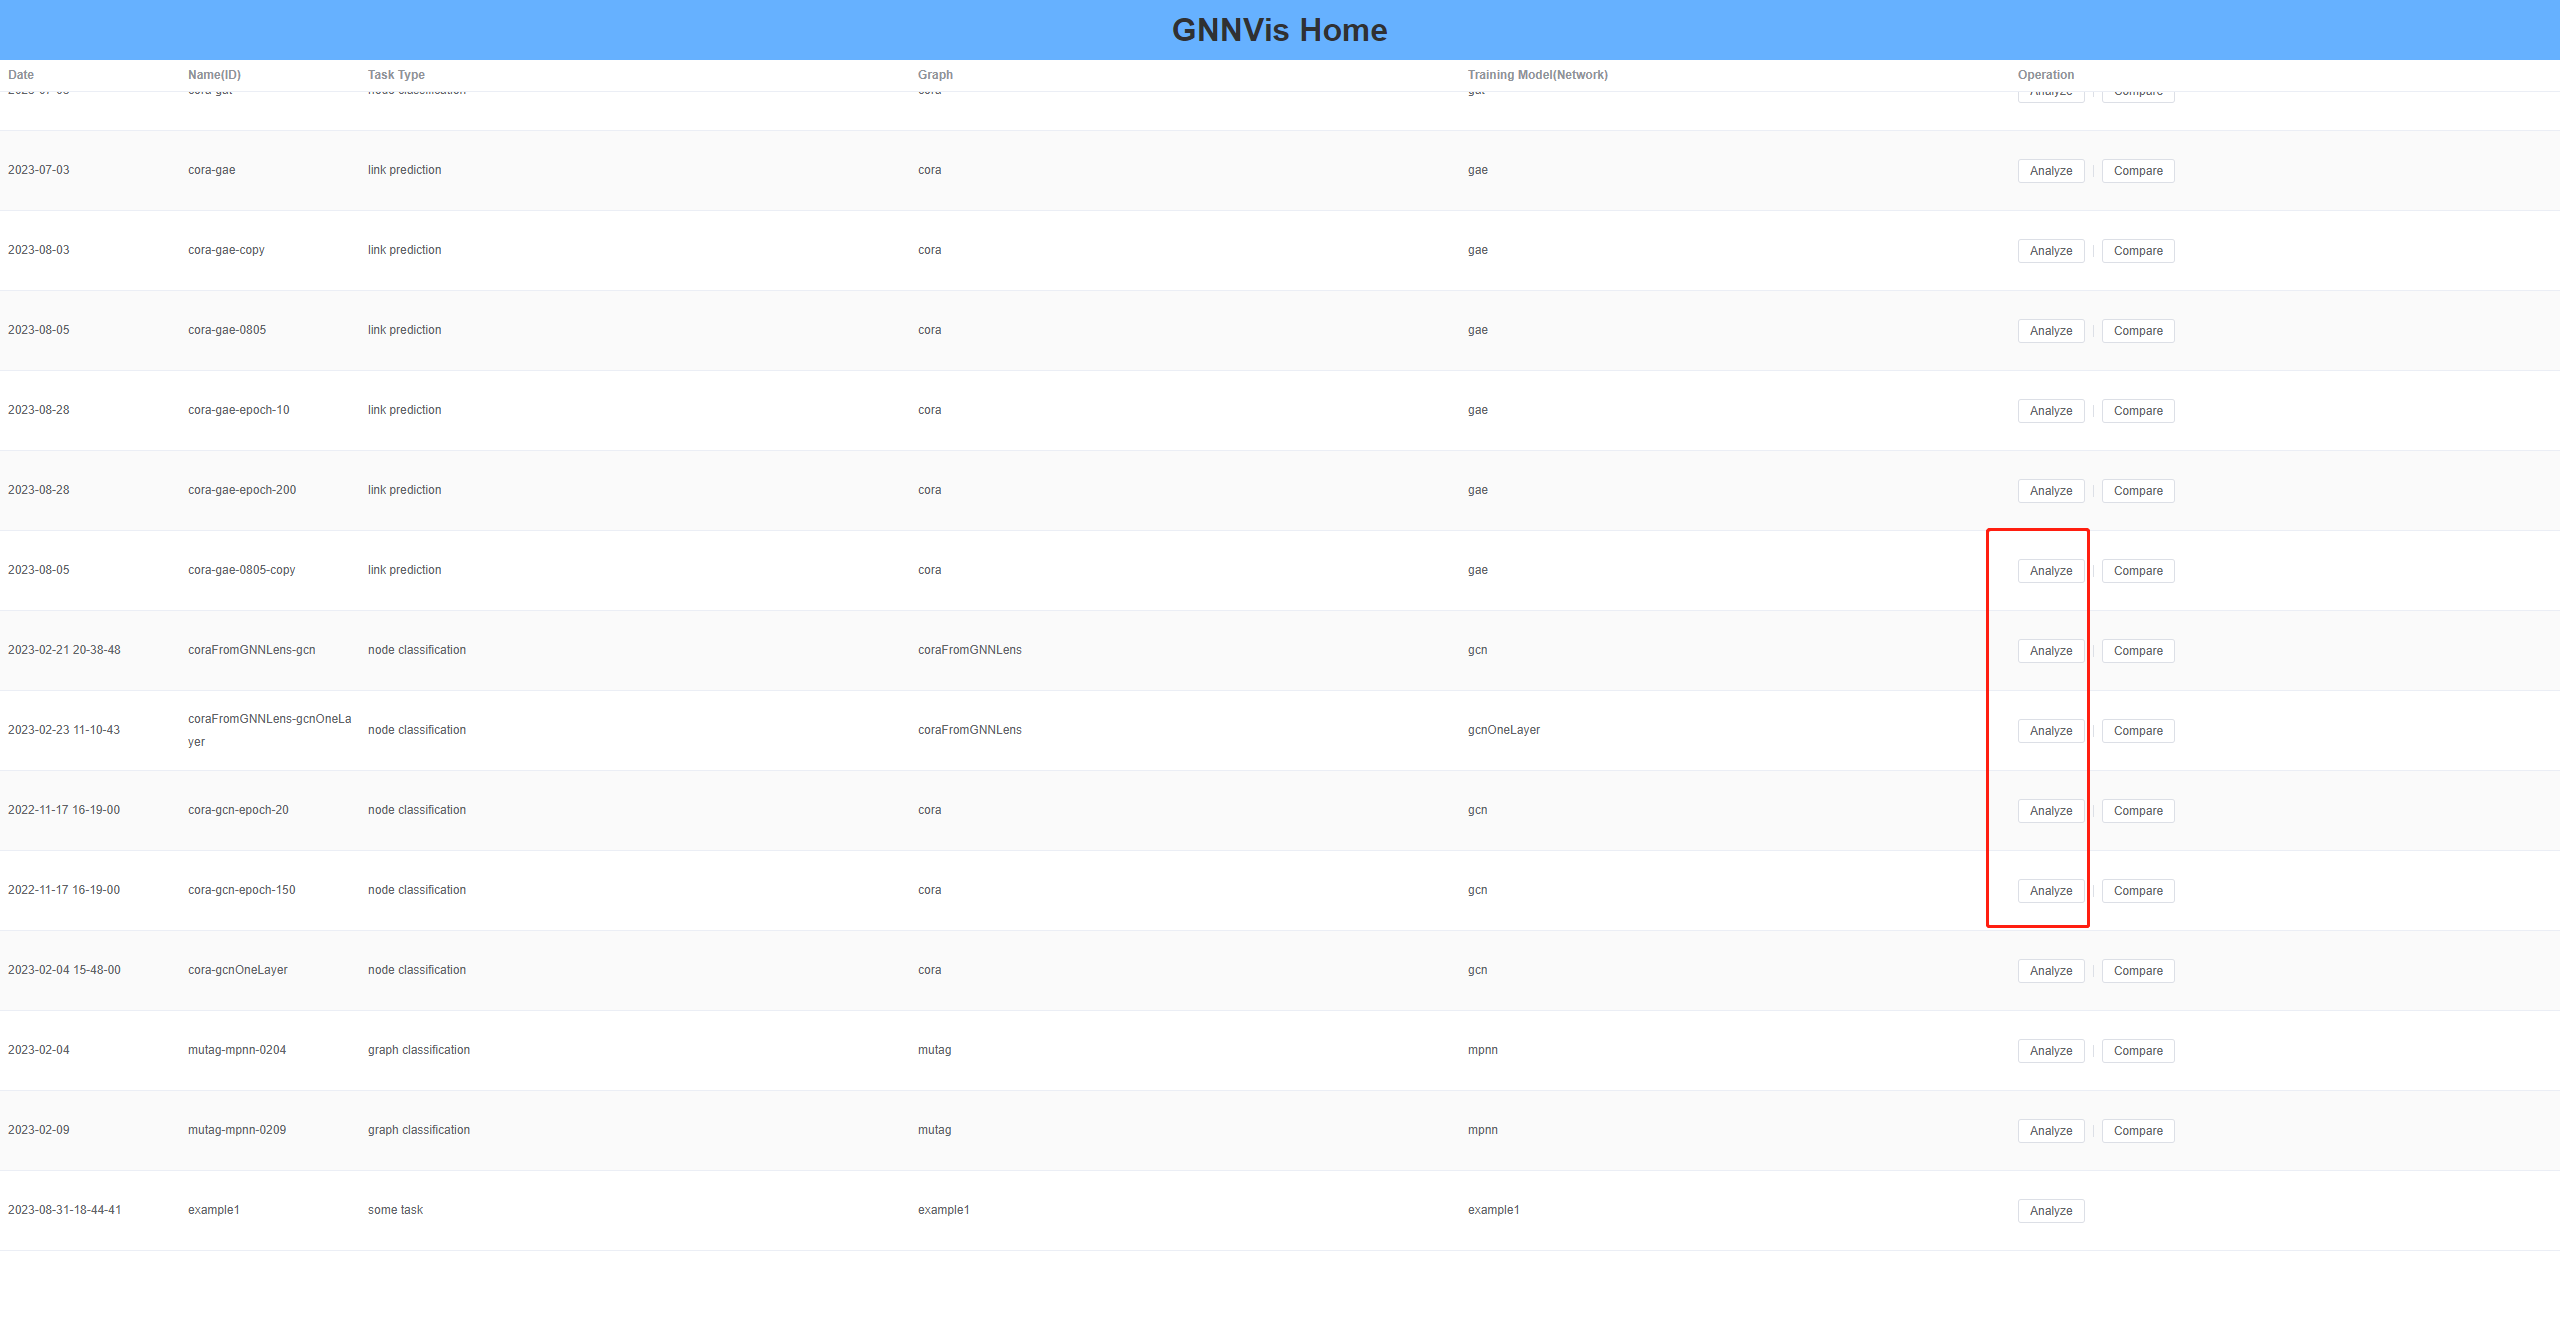 GNNVis Home
Date Name(ID) Task Type Graph Training Model(Network) Operation
2023-07-03 cora-gae link prediction cora gae Analyze Compare
2023-08-03 cora-gae-copy link prediction cora gae Analyze Compare
2023-08-05 cora-gae-0805 link prediction cora gae Analyze Compare
2023-08-28 cora-gae-epoch-10 link prediction cora gae Analyze Compare
2023-08-28 cora-gae-epoch-200 link prediction cora gae Analyze Compare
2023-08-05 cora-gae-0805-copy link prediction cora gae Analyze Compare
2023-02-21 20-38-48 coraFromGNNLens-gcn node classification coraFromGNNLens gcn Analyze Compare
2023-02-23 11-10-43 coraFromGNNLens-gcnOneLa
yer node classification coraFromGNNLens gcnOneLayer Analyze Compare
2022-11-17 16-19-00 cora-gcn-epoch-20 node classification cora gcn Analyze Compare
2022-11-17 16-19-00 cora-gcn-epoch-150 node classification cora gcn Analyze Compare
2023-02-04 15-48-00 cora-gcnOneLayer node classification cora gcn Analyze Compare
2023-02-04 mutag-mpnn-0204 graph classification mutag mpnn Analyze Compare
2023-02-09 mutag-mpnn-0209 graph classification mutag mpnn Analyze Compare
2023-08-31-18-44-41 example1 some task example1 example1 Analyze